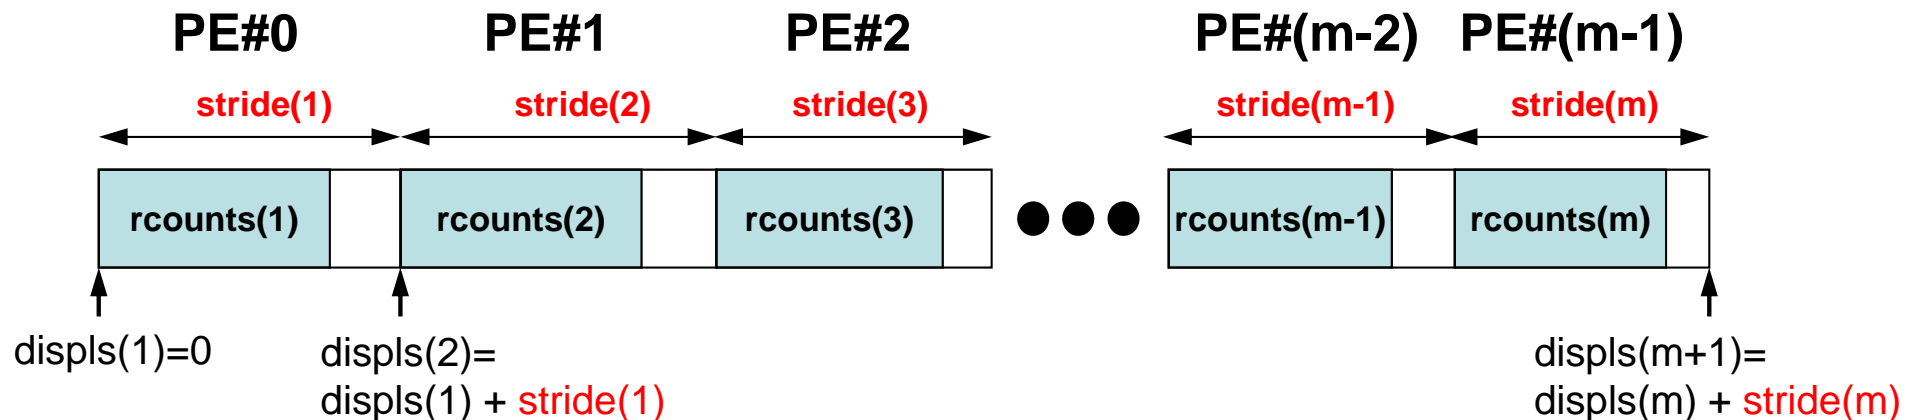 PE#0 PE#1 PE#2 PE#(m-2) PE#(m-1)
stride(1) stride(2) stride(3) stride(m-1) stride(m)
rcounts(1) rcounts(2) rcounts(3) rcounts(m-1) rcounts(m)
displs(1)=0 displs(2)= displs(m+1)=
displs(1) + stride(1) displs(m) + stride(m)